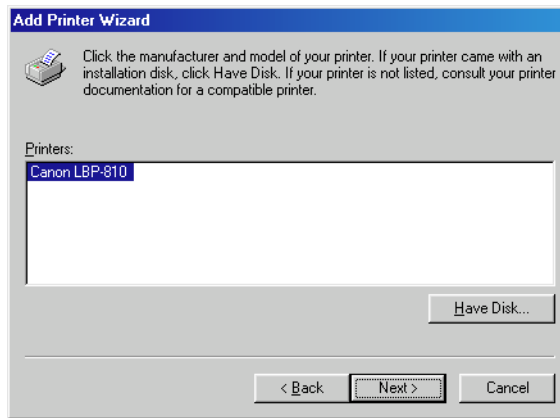 Add Printer Wizard
Click the manufacturer and model of your printer. If your printer came with an
installation disk, click Have Disk. If your printer is not listed, consult your printer
documentation for a compatible printer.
Printers:
Canon LBP-810
Have Disk...
< Back
Next >
Cancel